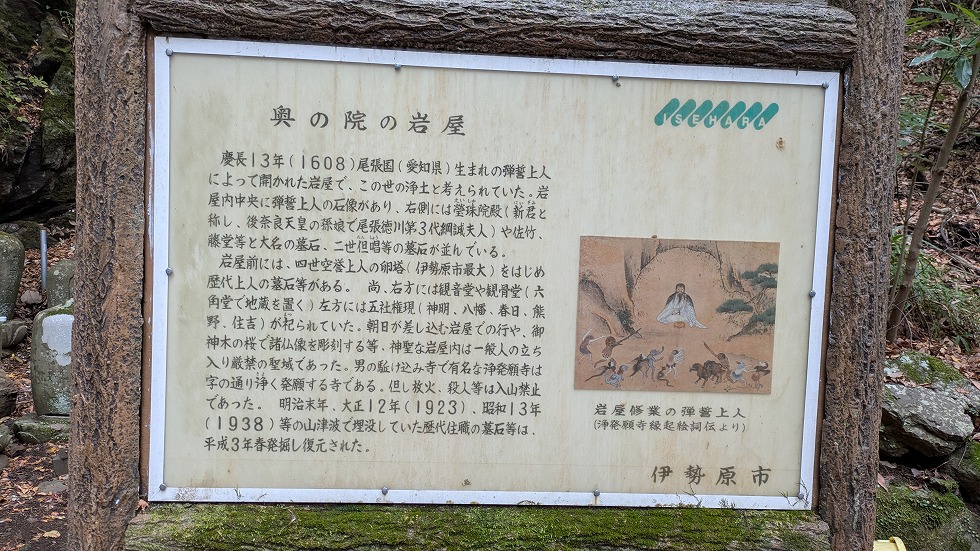 奥の院の岩屋
ISEHARA
慶長13年(1608)尾張国(愛知県)生まれの弾誓上人
によって開かれた岩屋で、この世の浄土と考えられていた。岩
屋内中央に弾誓上人の石像があり、右側には瑩珠院殿(新君と
称し、後奈良天皇の孫娘で尾張徳川第3代綱誠夫人)や佐竹、
藤堂等と大名の墓石、二世但唱等の墓石が並んでいる。
岩屋前には、四世空誉上人の卵塔(伊勢原市最大)をはじめ
歴代上人の墓石等がある。 尚、右方には観音堂や観骨堂(六
角堂で地蔵を置く)左方には五社権現(神明、八幡、春日、熊
野、住吉)が祀られていた。朝日が差し込む岩屋での行や、御
神木の桜で諸仏像を彫刻する等、神聖な岩屋内は一般人の立ち
入り厳禁の聖域であった。男の駈け込み寺で有名な浄発願寺は
字の通り浄く発願する寺である。但し放火、殺人等は入山禁止
であった。 明治末年、大正12年(1923)、昭和13年
(1938)等の山津波で埋没していた歴代住職の墓石等は、
平成3年春発掘し復元された。
岩屋修業の弾誓上人
(浄発願寺縁起絵詞伝より)
伊勢原市